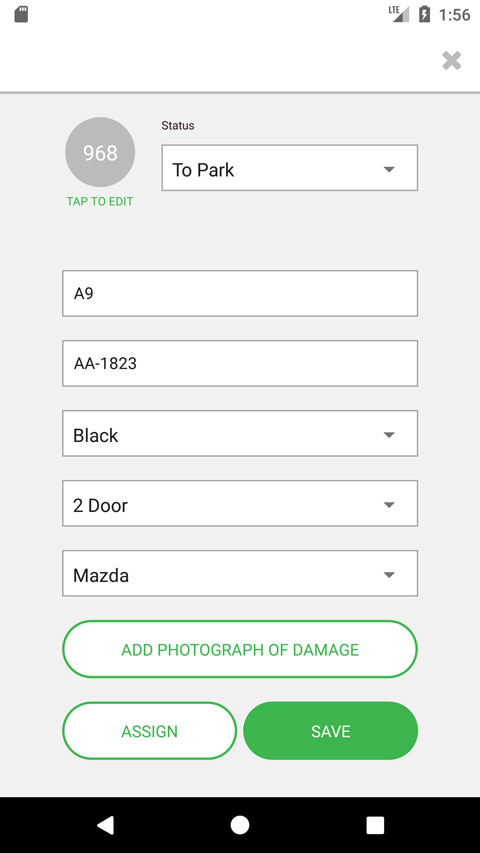 LTE 1:56
968
TAP TO EDIT
Status
To Park
A9
AA-1823
Black
2 Door
Mazda
ADD PHOTOGRAPH OF DAMAGE
ASSIGN
SAVE